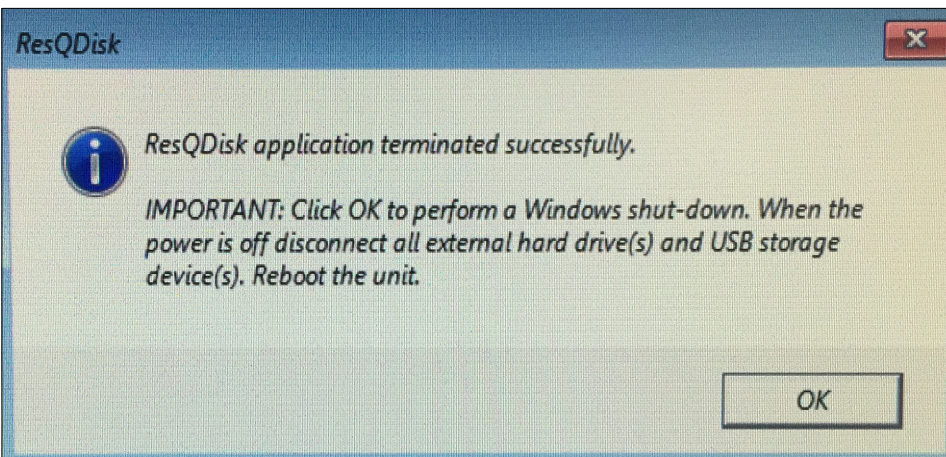 ResQDisk
ResQDisk application terminated successfully.
IMPORTANT: Click OK to perform a Windows shut-down. When the
power is off disconnect all external hard drive(s) and USB storage
device(s). Reboot the unit.
OK